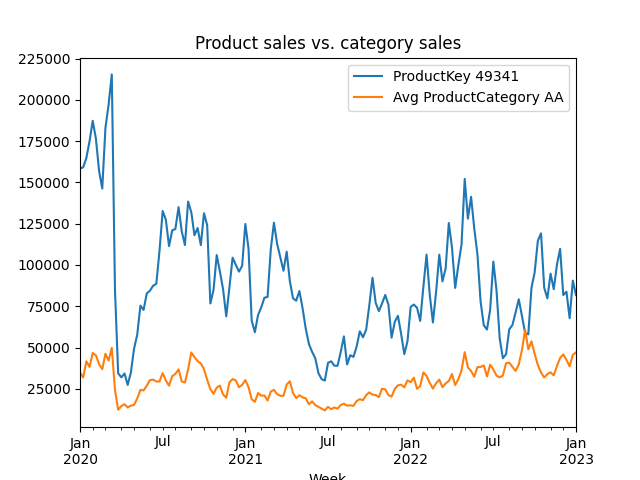 Product sales vs. category sales
ProductKey 49341
Avg ProductCategory AA
225000
200000
175000
150000
125000
100000
75000
50000
25000
Jan Jul Jan Jul Jan Jul Jan
2020 2021 2022 2023
Week